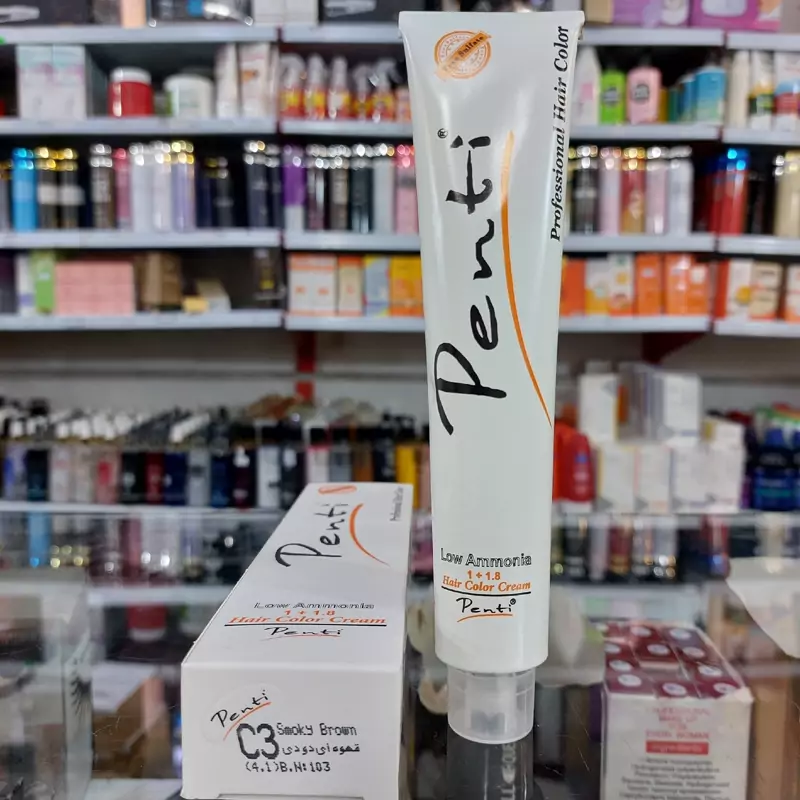 Professional Hair Color
Penti®
Low Ammonia
1 + 1.8
Hair Color Cream
Penti®
Penti
Low Ammonia
1 + 1.8
Hair Color Cream
Penti
Penti
C3
Smoky Brown
قهوه‌ای دودی
(4.1) B.N: 103